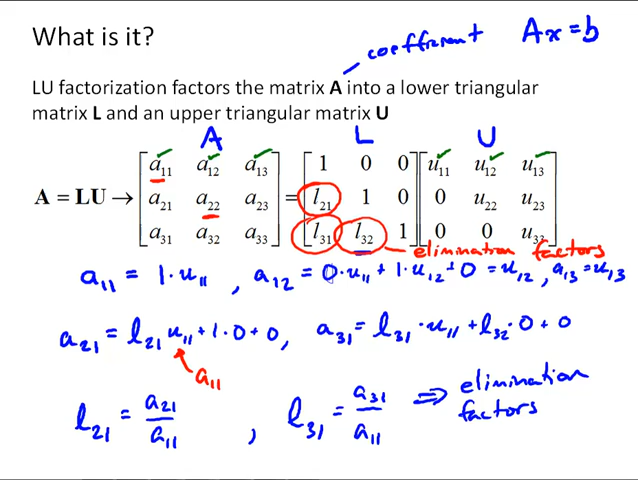 What is it?
coefficient Ax = b
LU factorization factors the matrix A into a lower triangular
matrix L and an upper triangular matrix U
A L U
a11 a12 a13 1 0 0 u11 u12 u13
A = LU → a21 a22 a23 = l21 1 0 0 u22 u23
a31 a32 a33 l31 l32 1 0 0 u33
elimination factors
a11 = 1·u11 , a12 = 0·u11 + 1·u12 + 0 = u12 , a13 = u13
a21 = l21 u11 + 1·0 + 0 , a31 = l31·u11 + l32·0 + 0
a11
l21 = a21/a11 , l31 = a31/a11 ⇒ elimination
factors